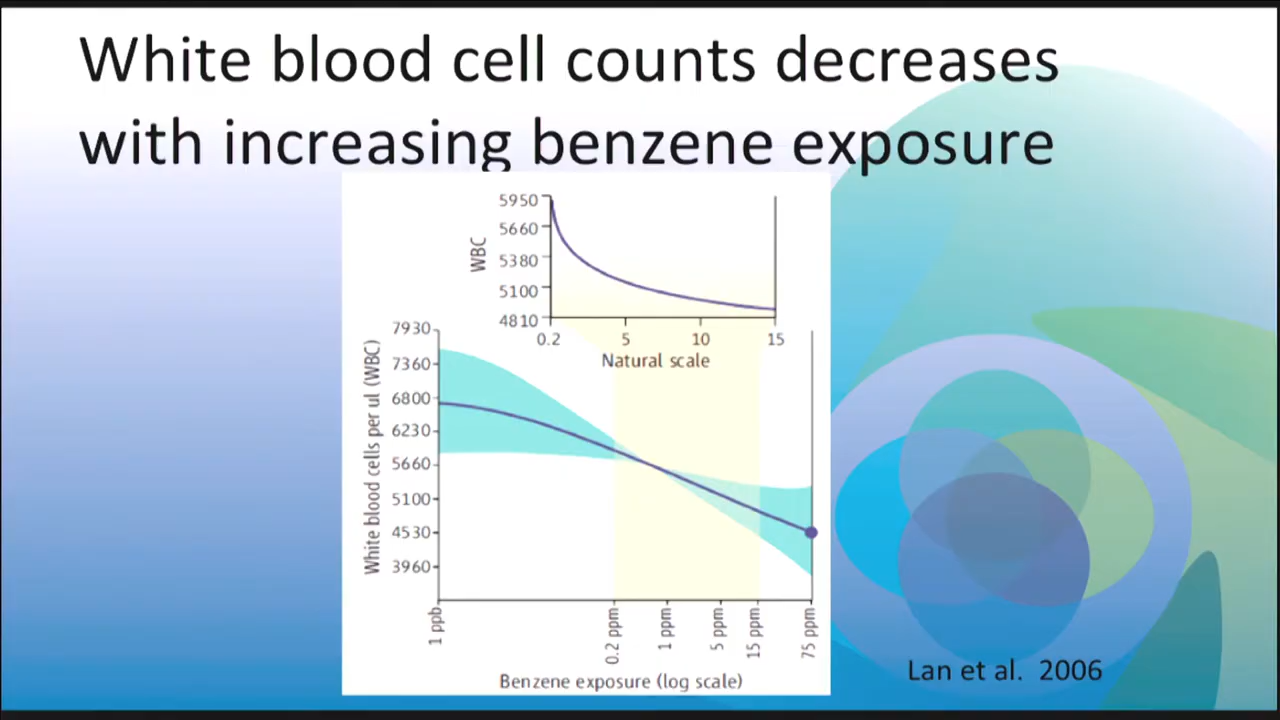 White blood cell counts decreases
with increasing benzene exposure
WBC
5950
5660
5380
5100
4810
0.2 5 10 15
Natural scale
White blood cells per ul (WBC)
7930
7360
6800
6230
5660
5100
4530
3960
1 ppb
0.2 ppm
1 ppm
5 ppm
15 ppm
75 ppm
Benzene exposure (log scale)
Lan et al. 2006